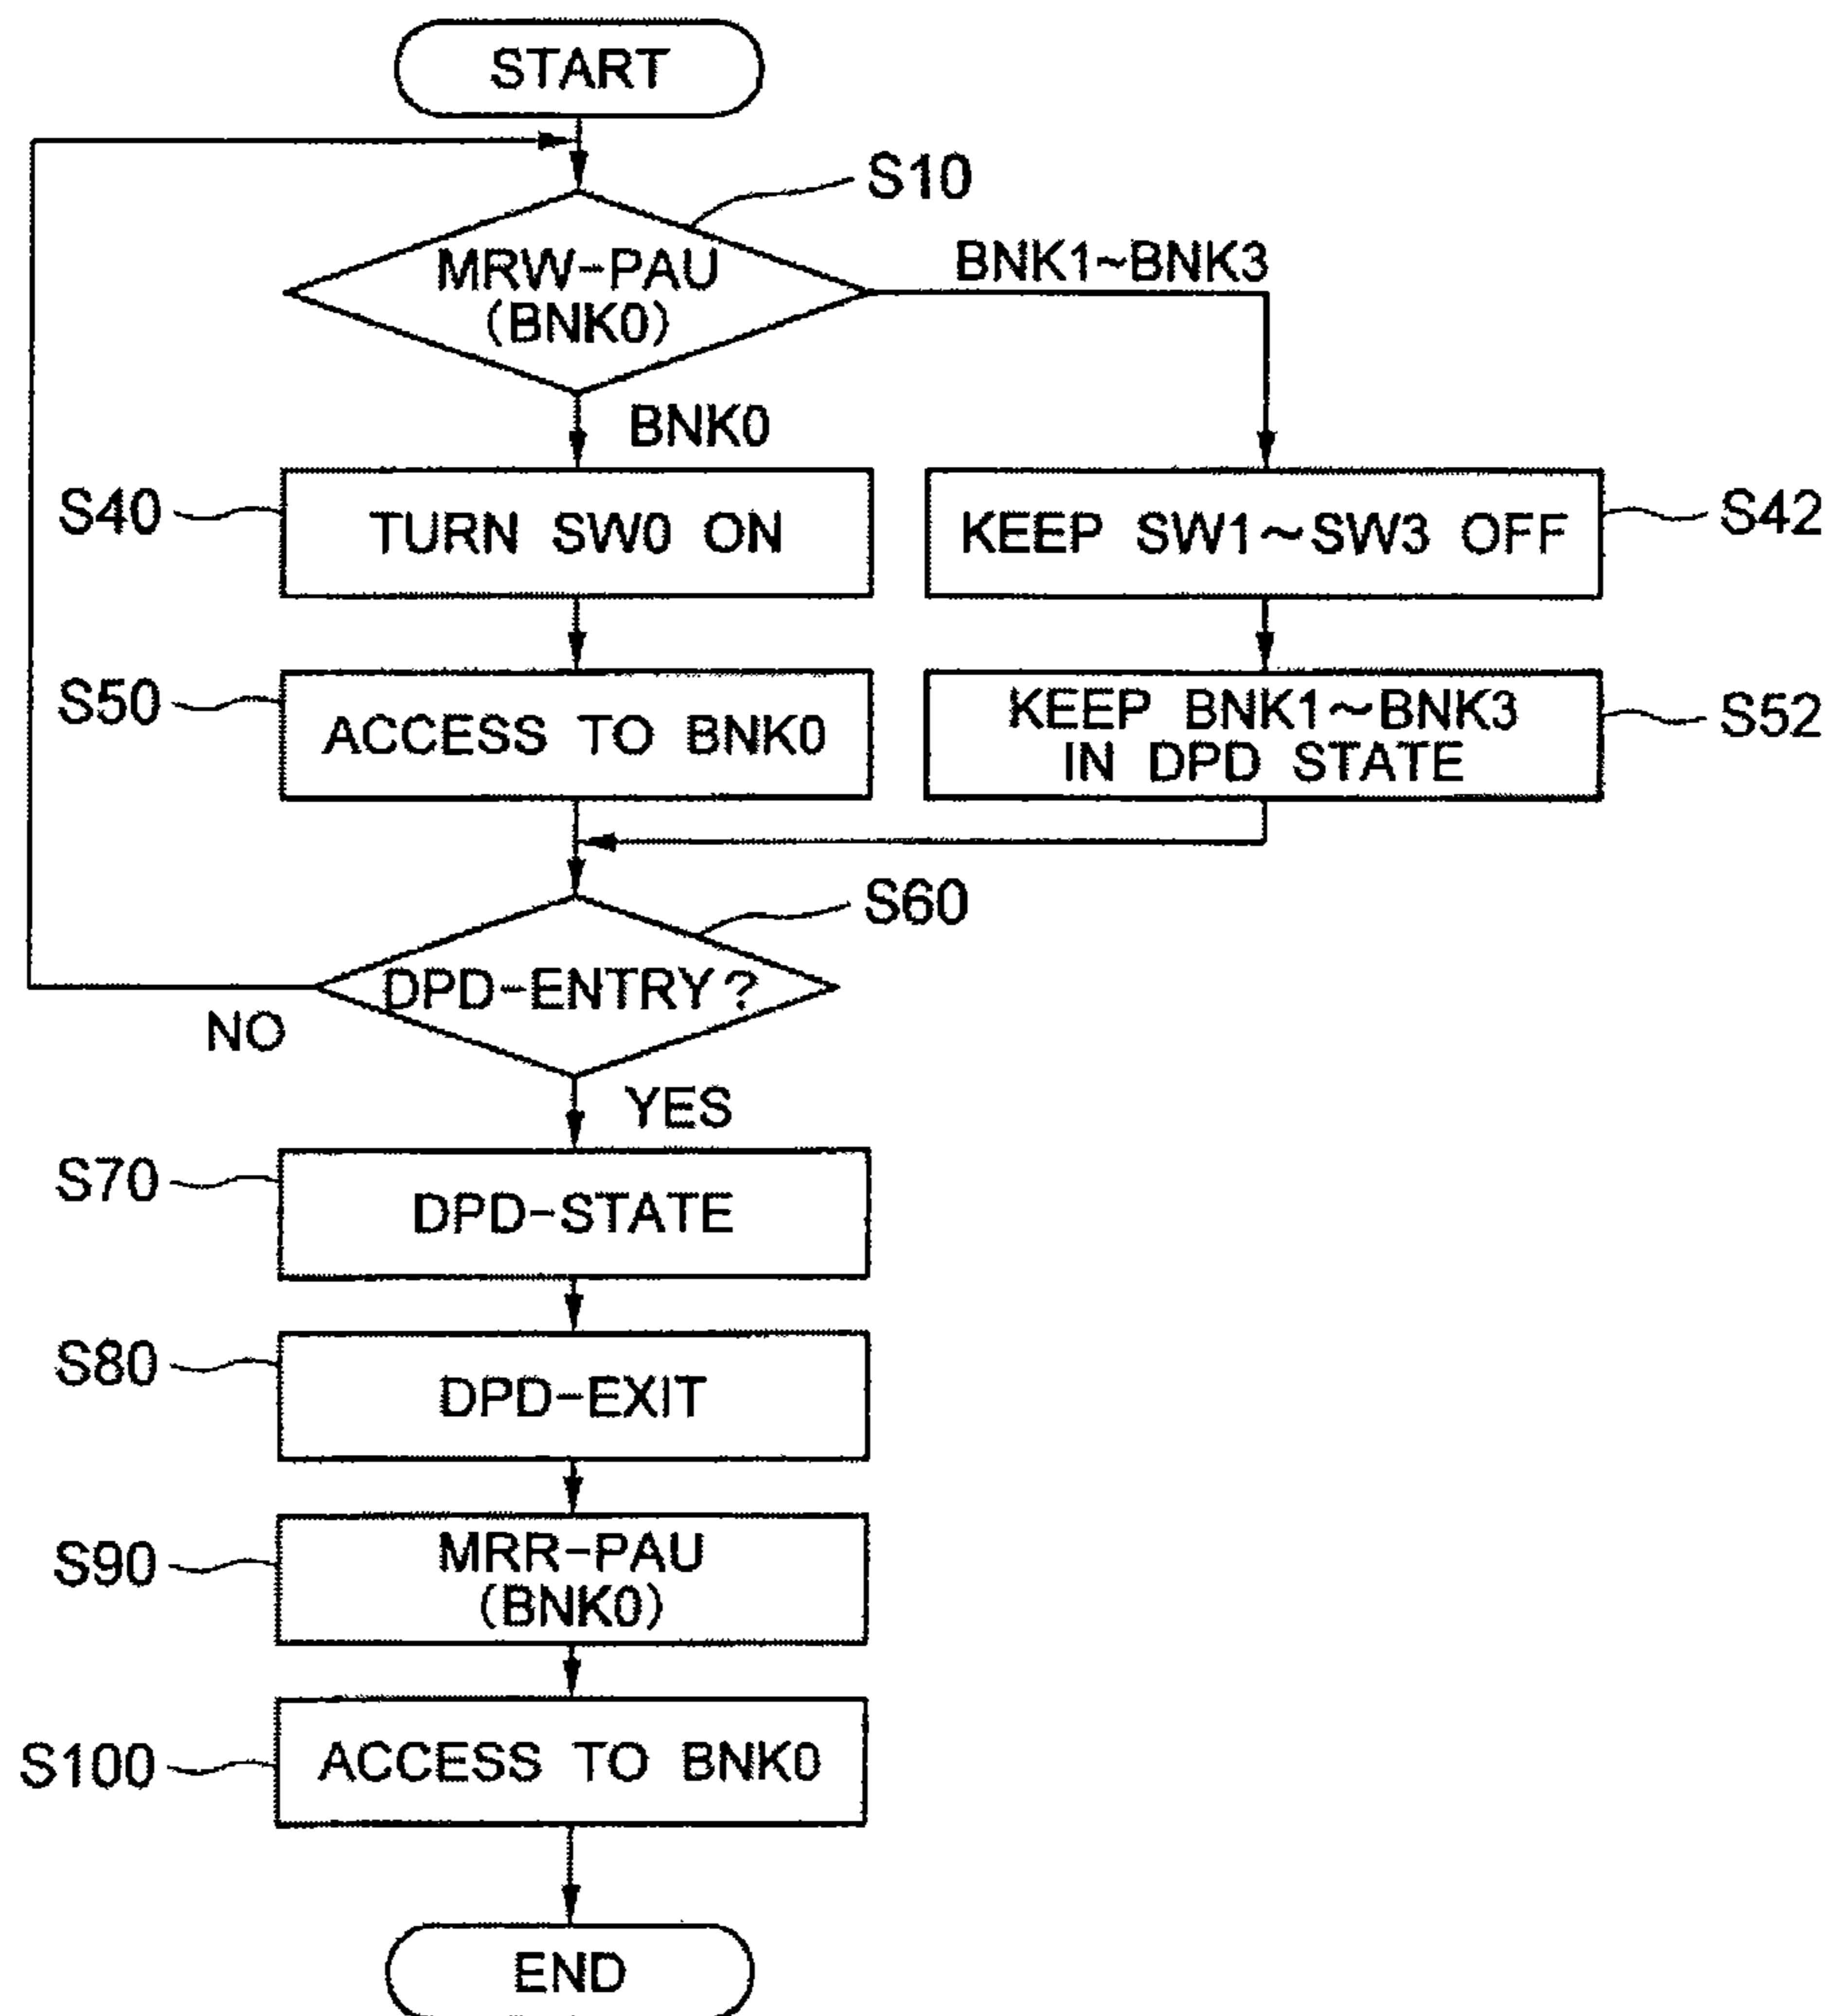 START
S10
MRW-PAU
(BNK0)
BNK1~BNK3
BNK0
S40
TURN SW0 ON
KEEP SW1~SW3 OFF
S42
S50
ACCESS TO BNK0
KEEP BNK1~BNK3
IN DPD STATE
S52
S60
DPD-ENTRY?
NO
YES
S70
DPD-STATE
S80
DPD-EXIT
S90
MRR-PAU
(BNK0)
S100
ACCESS TO BNK0
END